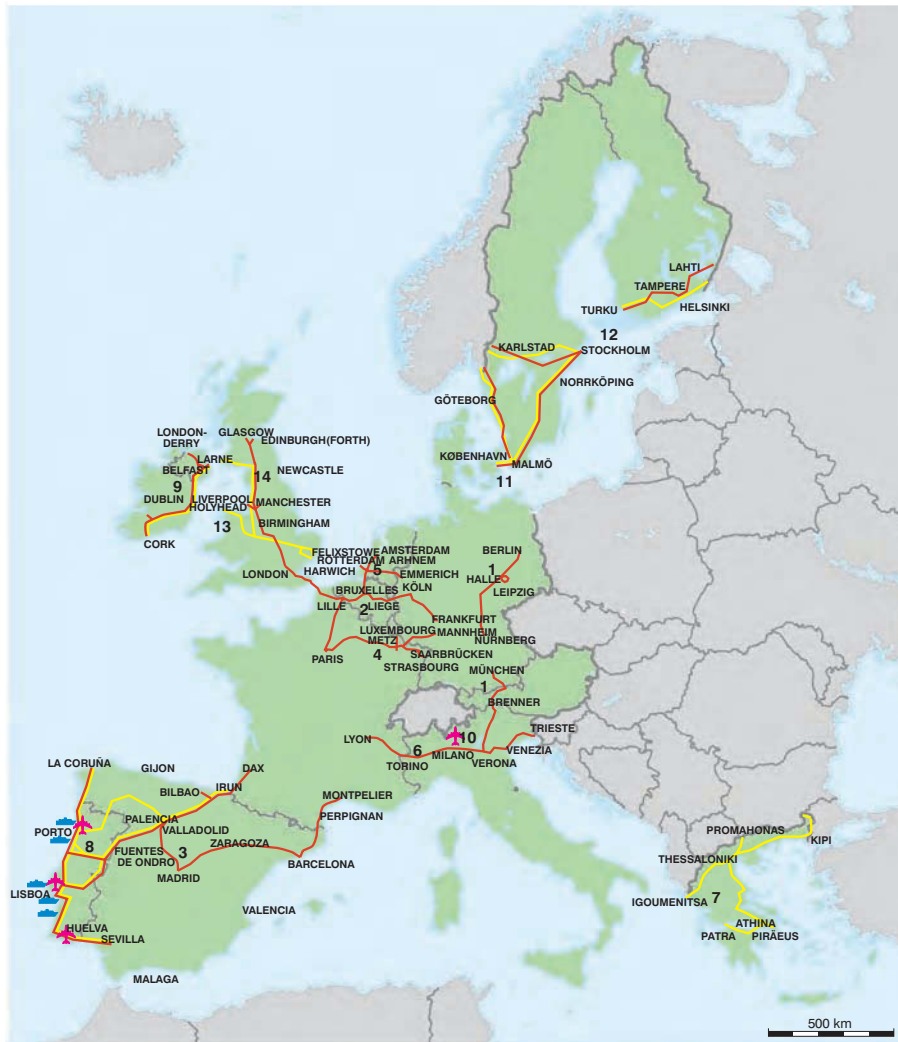 LAHTI
TAMPERE
TURKU
HELSINKI
12
KARLSTAD
STOCKHOLM
NORRKÖPING
GÖTEBORG
LONDON-
DERRY
GLASGOW
EDINBURGH(FORTH)
LARNE
BELFAST
14
NEWCASTLE
KØBENHAVN
MALMÖ
11
9
DUBLIN
LIVERPOOL
MANCHESTER
HOLYHEAD
13
BIRMINGHAM
CORK
FELIXSTOWE
AMSTERDAM
BERLIN
ROTTERDAM
ARHNEM
HARWICH
5
EMMERICH
1
HALLE
LONDON
BRUXELLES
KÖLN
LEIPZIG
LILLE
2
LIEGE
FRANKFURT
LUXEMBOURG
MANNHEIM
METZ
NÜRNBERG
PARIS
4
SAARBRÜCKEN
STRASBOURG
MÜNCHEN
1
BRENNER
TRIESTE
LYON
10
6
MILANO
VENEZIA
TORINO
VERONA
LA CORUÑA
GIJON
DAX
BILBAO
IRUN
MONTPELIER
PALENCIA
PERPIGNAN
PORTO
VALLADOLID
8
FUENTES
DE ONDRO
3
ZARAGOZA
BARCELONA
MADRID
PROMAHONAS
KIPI
THESSALONIKI
LISBOA
IGOUMENITSA
7
VALENCIA
HUELVA
SEVILLA
ATHINA
PATRA
PIRÄEUS
MALAGA
500 km